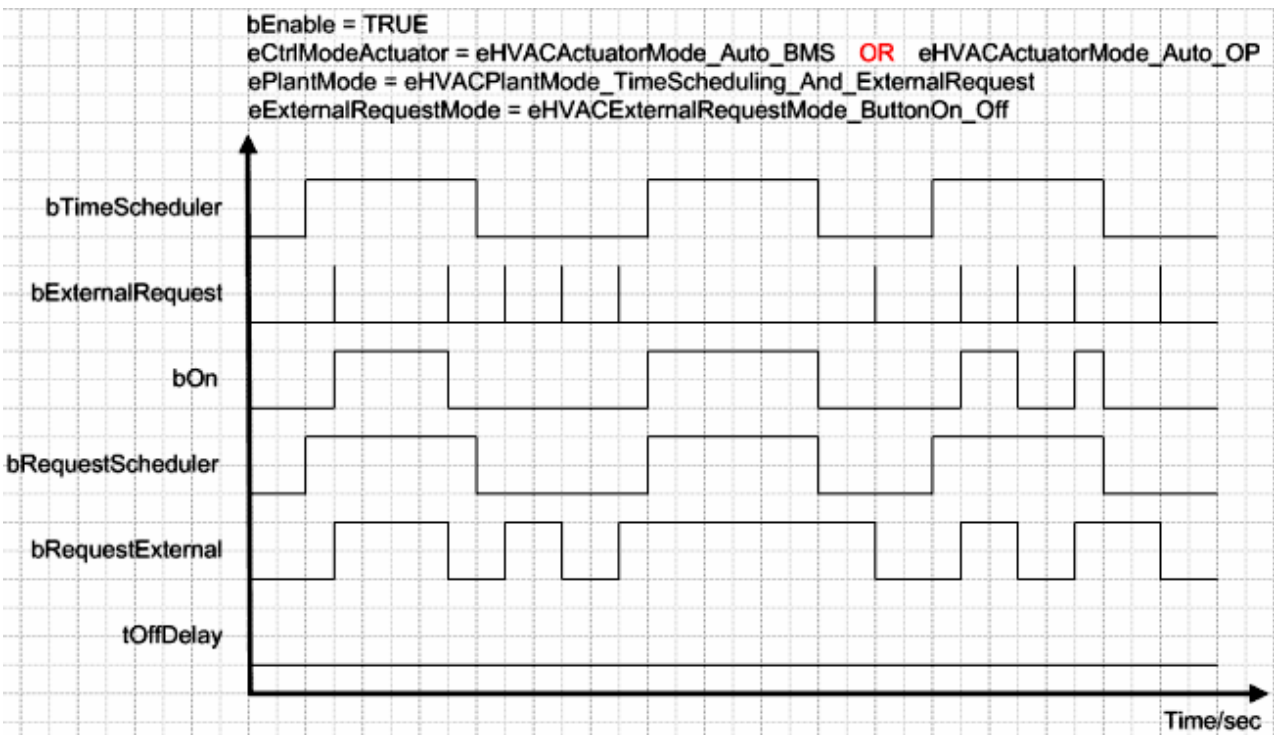 bEnable = TRUE
eCtrlModeActuator = eHVACActuatorMode_Auto_BMS OR eHVACActuatorMode_Auto_OP
ePlantMode = eHVACPlantMode_TimeScheduling_And_ExternalRequest
eExternalRequestMode = eHVACExternalRequestMode_ButtonOn_Off
bTimeScheduler
bExternalRequest
bOn
bRequestScheduler
bRequestExternal
tOffDelay
Time/sec